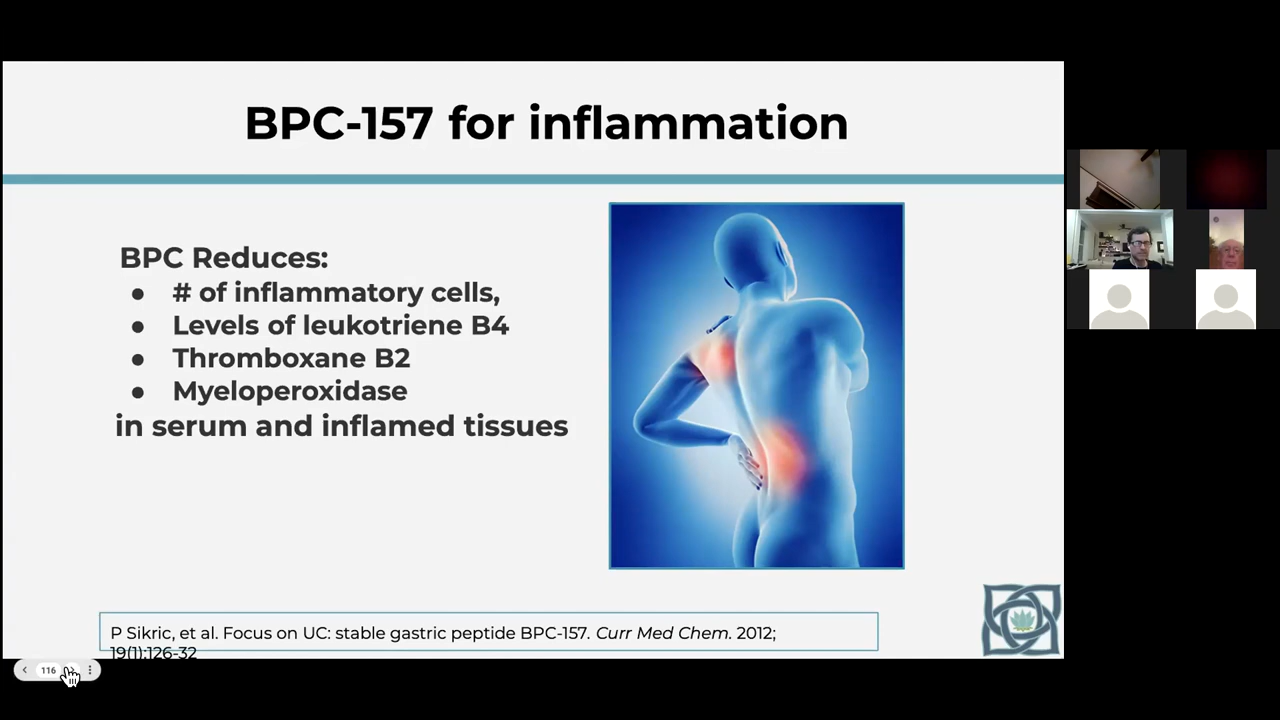 BPC-157 for inflammation
BPC Reduces:
● # of inflammatory cells,
● Levels of leukotriene B4
● Thromboxane B2
● Myeloperoxidase
in serum and inflamed tissues
P Sikric, et al. Focus on UC: stable gastric peptide BPC-157. Curr Med Chem. 2012;
19(1):126-32
116